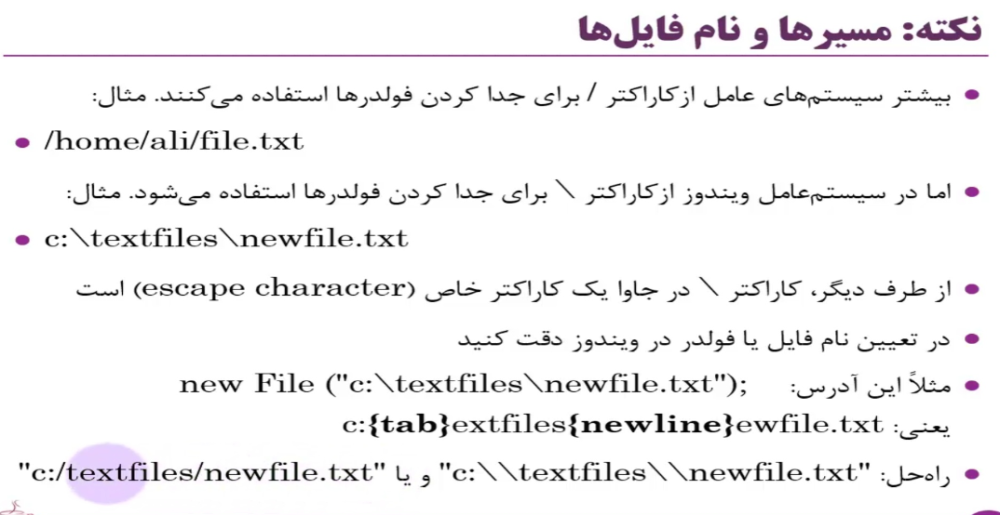 نکته: مسیرها و نام فایل‌ها
• بیشتر سیستم‌های عامل از کاراکتر / برای جدا کردن فولدرها استفاده می‌کنند. مثال:
• /home/ali/file.txt
• اما در سیستم‌عامل ویندوز از کاراکتر \ برای جدا کردن فولدرها استفاده می‌شود. مثال:
• c:\textfiles\newfile.txt
• از طرف دیگر، کاراکتر \ در جاوا یک کاراکتر خاص (escape character) است
• در تعیین نام فایل یا فولدر در ویندوز دقت کنید
• مثلاً این آدرس: new File ("c:\textfiles\newfile.txt");
یعنی: c:{tab}extfiles{newline}ewfile.txt
• راه‌حل: "c:\\textfiles\\newfile.txt" و یا "c:/textfiles/newfile.txt"